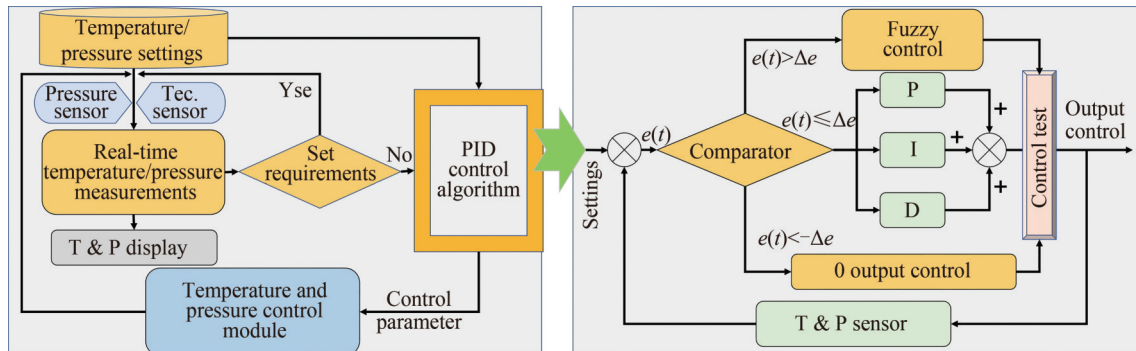 Temperature/
pressure settings
Pressure
sensor
Tec.
sensor
Yse
Real-time
temperature/pressure
measurements
Set
requirements
No
PID
control
algorithm
T & P display
Temperature and
pressure control
module
Control
parameter
Settings
e(t)
Comparator
e(t)>Δe
Fuzzy
control
e(t)≤Δe
P
I
D
+
+
+
Control test
Output
control
e(t)<−Δe
0 output control
T & P sensor